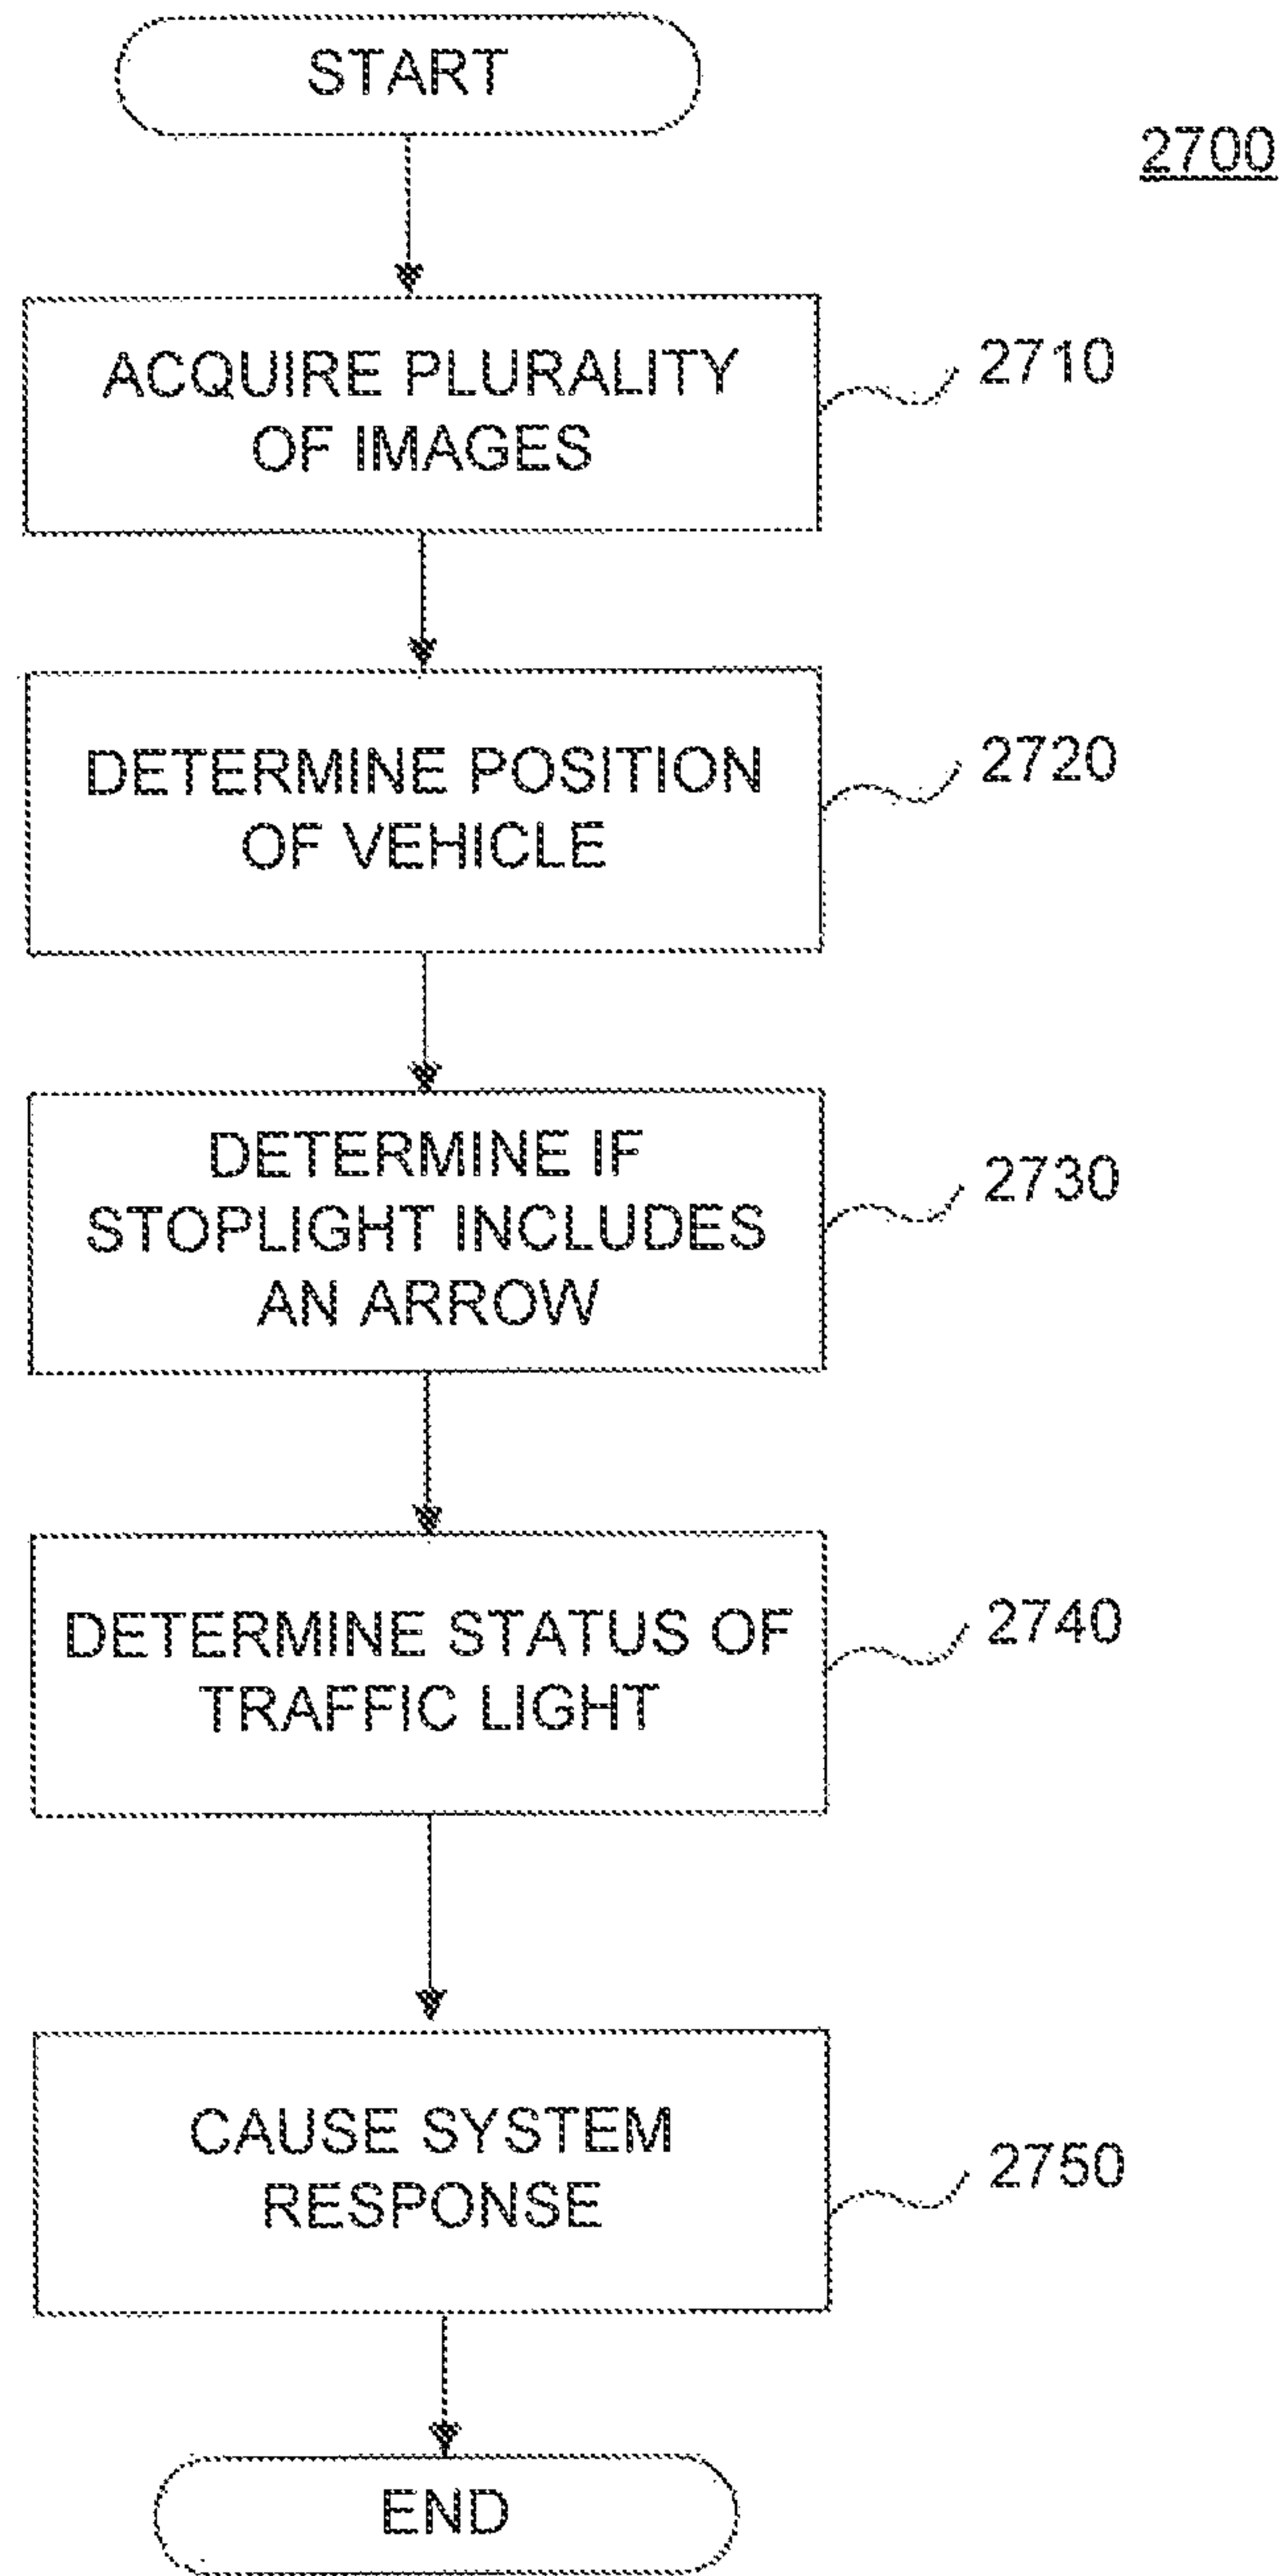 START
2700
ACQUIRE PLURALITY
OF IMAGES
2710
DETERMINE POSITION
OF VEHICLE
2720
DETERMINE IF
STOPLIGHT INCLUDES
AN ARROW
2730
DETERMINE STATUS OF
TRAFFIC LIGHT
2740
CAUSE SYSTEM
RESPONSE
2750
END